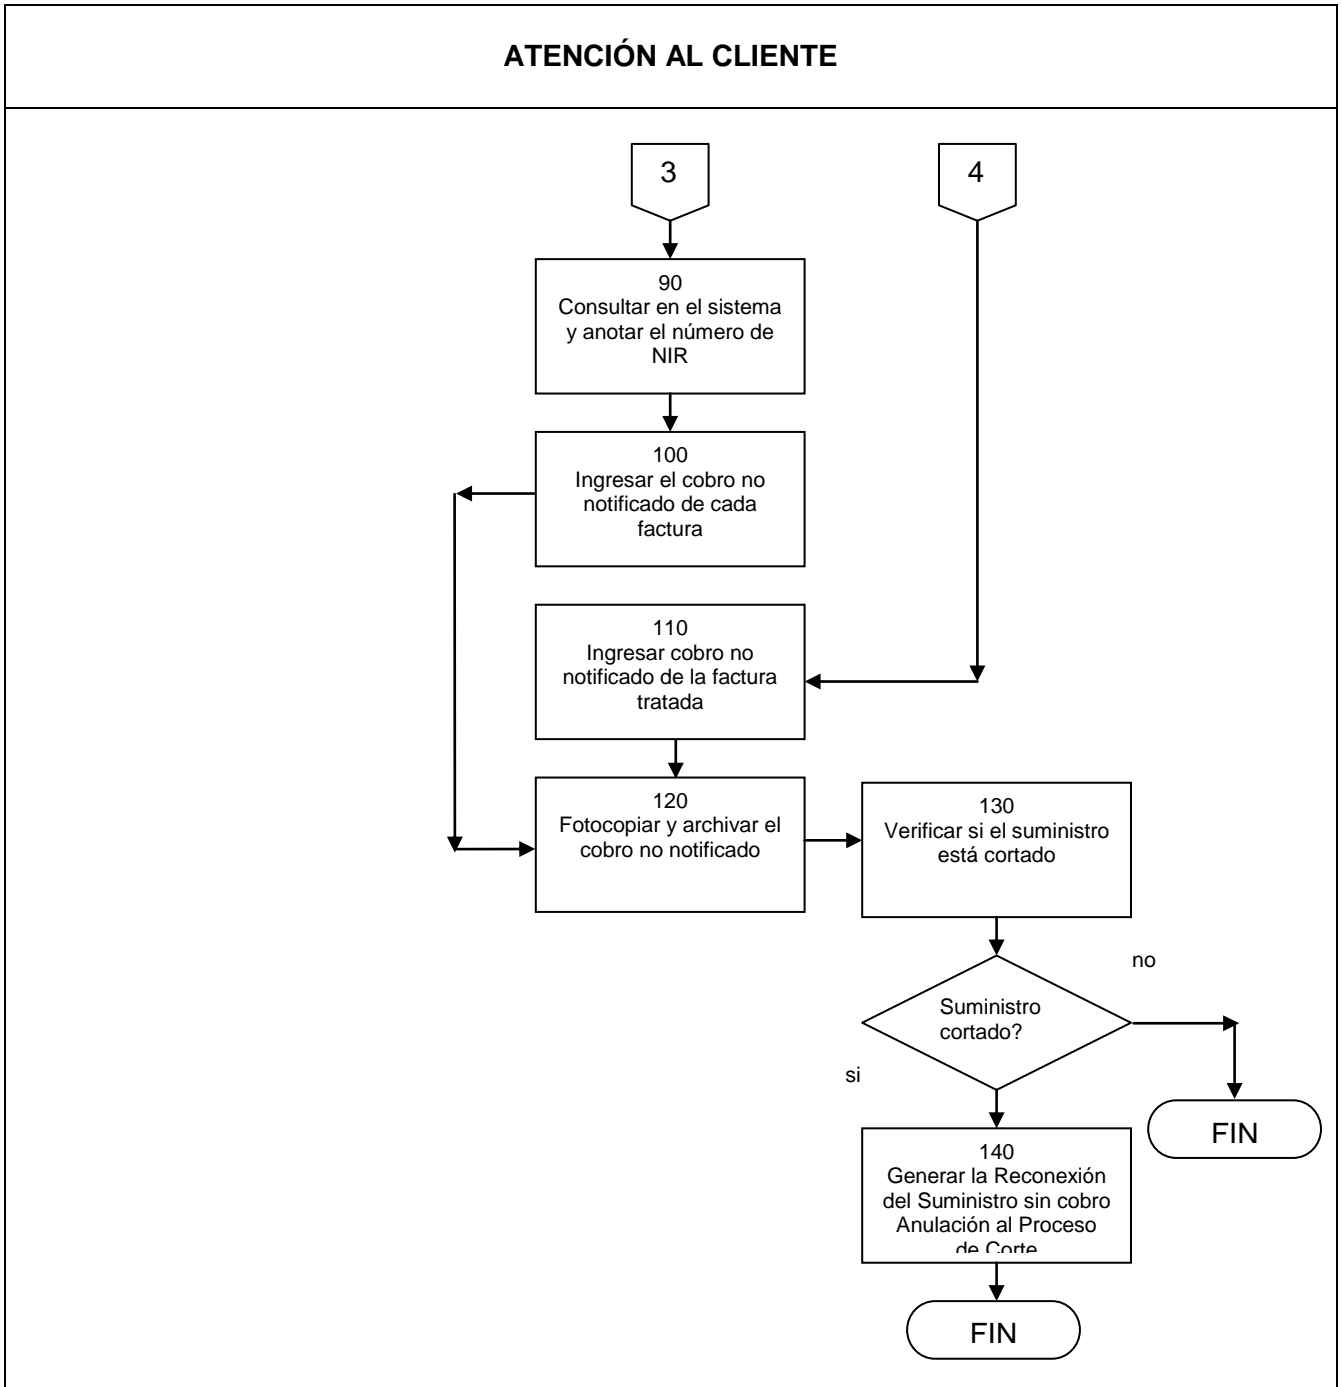 ATENCIÓN AL CLIENTE
3
4
90
Consultar en el sistema
y anotar el número de
NIR
100
Ingresar el cobro no
notificado de cada
factura
110
Ingresar cobro no
notificado de la factura
tratada
120
Fotocopiar y archivar el
cobro no notificado
130
Verificar si el suministro
está cortado
no
Suministro
cortado?
si
FIN
140
Generar la Reconexión
del Suministro sin cobro
Anulación al Proceso
de Corte
FIN